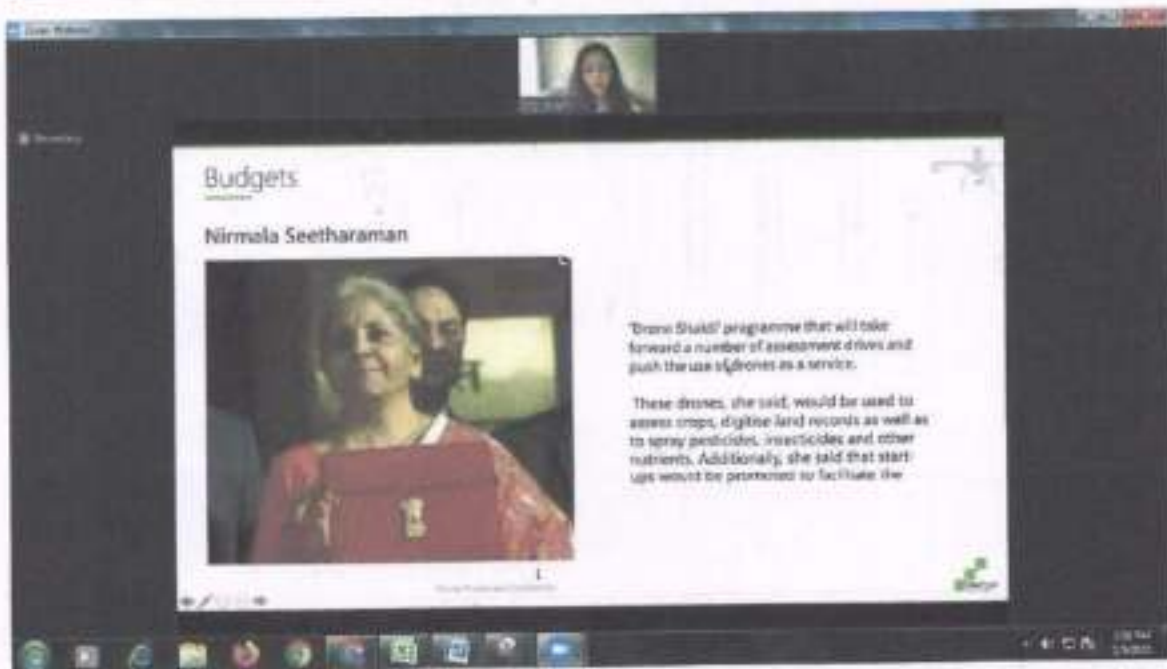 Budgets
Nirmala Seetharaman
'Drone Shakti' programme that will take
forward a number of assessment drives and
push the use of drones as a service.
These drones, she said, would be used to
assess crops, digitise land records as well as
to spray pesticides, insecticides and other
nutrients. Additionally, she said that start
ups would be promoted to facilitate the